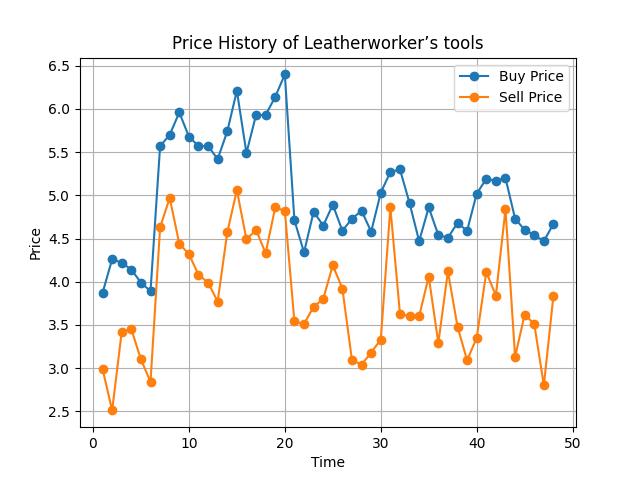 Price History of Leatherworker’s tools
Buy Price
Sell Price
6.5
6.0
5.5
5.0
4.5
4.0
3.5
3.0
2.5
Price
0 10 20 30 40 50
Time